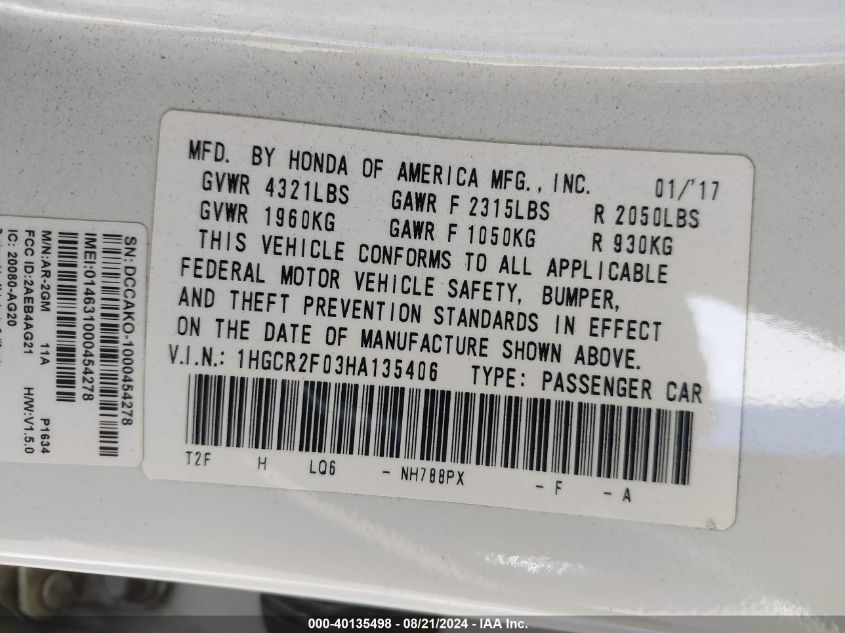 MFD. BY HONDA OF AMERICA MFG., INC. 01/'17
GVWR 4321LBS GAWR F 2315LBS R 2050LBS
GVWR 1960KG GAWR F 1050KG R 930KG
THIS VEHICLE CONFORMS TO ALL APPLICABLE
FEDERAL MOTOR VEHICLE SAFETY, BUMPER,
AND THEFT PREVENTION STANDARDS IN EFFECT
ON THE DATE OF MANUFACTURE SHOWN ABOVE.
V.I.N.: 1HGCR2F03HA135406 TYPE: PASSENGER CAR
T2F H LQ6 - NH788PX - F - A
SN: DCCAKO-1000454278
IMEI:014631000454278
M/N:AR-2GM 11A P1634
FCC ID:2AEB4AG21 H/W:V1.5.0
IC: 20080-AG20
000-40135498 - 08/21/2024 - IAA Inc.